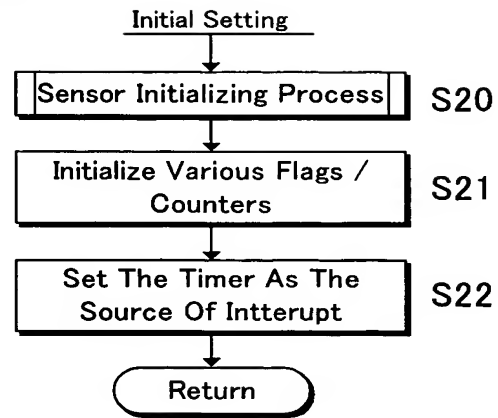 Initial Setting
Sensor Initializing Process
S20
Initialize Various Flags /
Counters
S21
Set The Timer As The
Source Of Intterupt
S22
Return